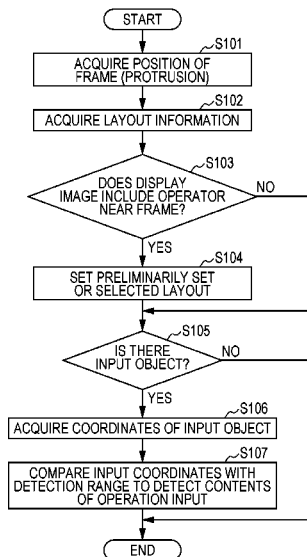 START
S101
ACQUIRE POSITION OF
FRAME (PROTRUSION)
S102
ACQUIRE LAYOUT INFORMATION
S103
DOES DISPLAY
IMAGE INCLUDE OPERATOR
NEAR FRAME?
NO
YES
S104
SET PRELIMINARILY SET
OR SELECTED LAYOUT
S105
IS THERE
INPUT OBJECT?
NO
YES
S106
ACQUIRE COORDINATES OF INPUT OBJECT
S107
COMPARE INPUT COORDINATES WITH
DETECTION RANGE TO DETECT CONTENTS
OF OPERATION INPUT
END